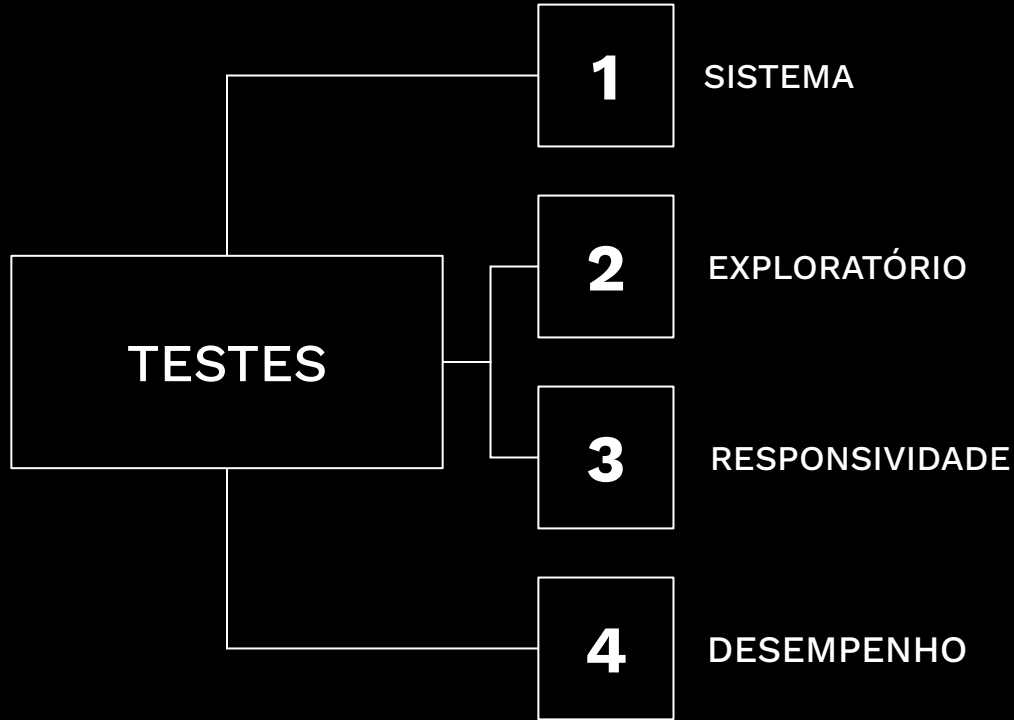 TESTES
1
SISTEMA
2
EXPLORATÓRIO
3
RESPONSIVIDADE
4
DESEMPENHO